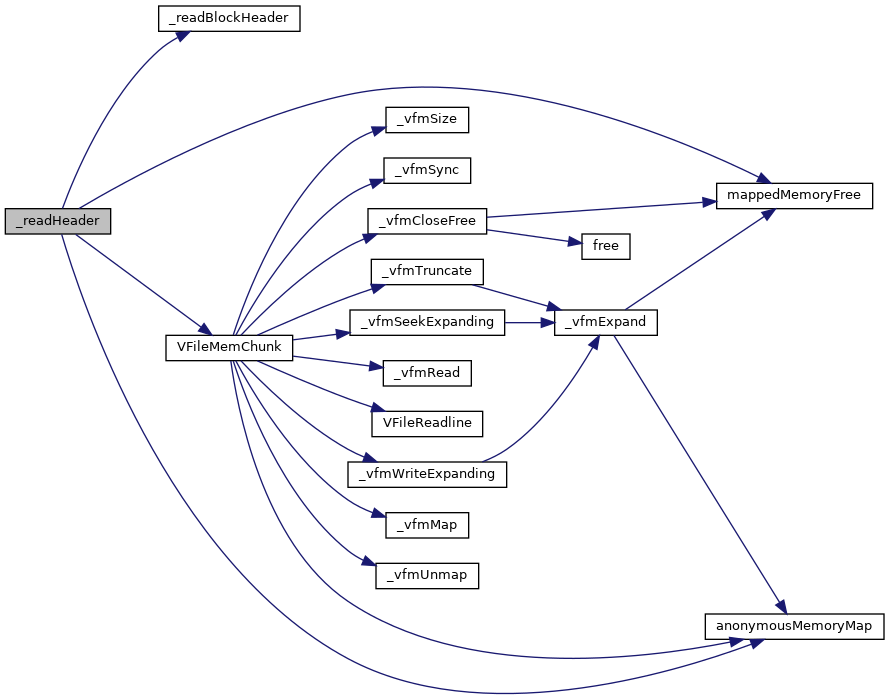 _readBlockHeader
_vfmSize
_vfmSync
mappedMemoryFree
_readHeader
_vfmCloseFree
free
_vfmTruncate
_vfmSeekExpanding
_vfmExpand
VFileMemChunk
_vfmRead
VFileReadline
_vfmWriteExpanding
_vfmMap
_vfmUnmap
anonymousMemoryMap